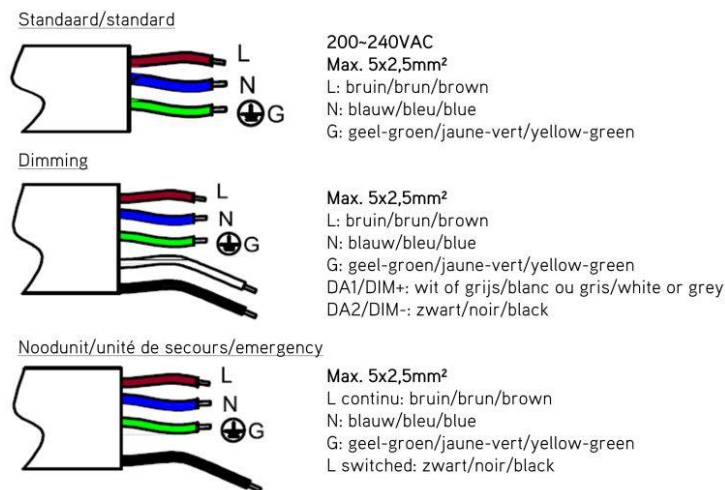 Standaard/standard
L
N
G
200~240VAC
Max. 5x2,5mm²
L: bruin/brun/brown
N: blauw/bleu/blue
G: geel-groen/jaune-vert/yellow-green
Dimming
L
N
G
Max. 5x2,5mm²
L: bruin/brun/brown
N: blauw/bleu/blue
G: geel-groen/jaune-vert/yellow-green
DA1/DIM+: wit of grijs/blanc ou gris/white or grey
DA2/DIM-: zwart/noir/black
Noodunit/unité de secours/emergency
L
N
G
Max. 5x2,5mm²
L continu: bruin/brun/brown
N: blauw/bleu/blue
G: geel-groen/jaune-vert/yellow-green
L switched: zwart/noir/black